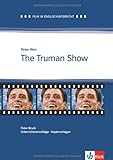 FILM IM ENGLISCHUNTERRICHT
Peter Weir
The Truman Show
Peter Bruck
Unterrichtsvorschläge · Kopiervorlagen
Klett